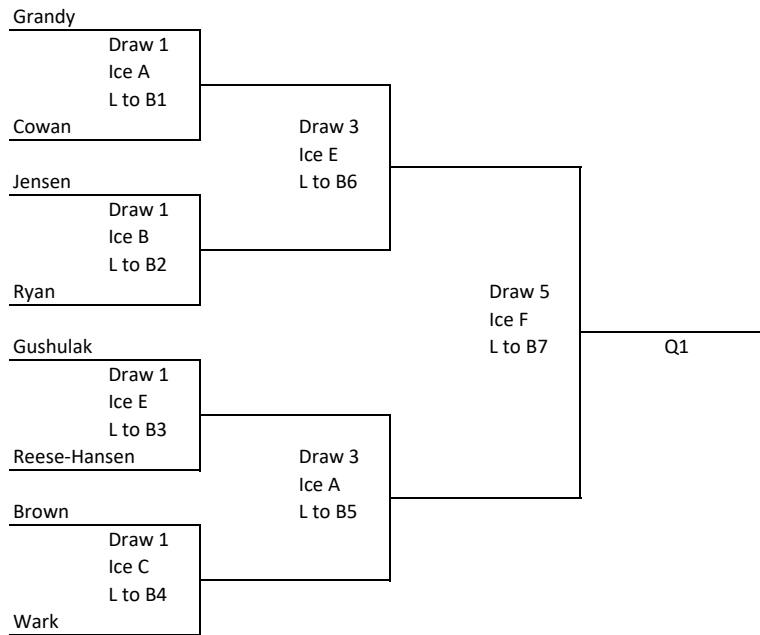 Grandy
Draw 1
Ice A
L to B1
Cowan
Draw 3
Ice E
L to B6
Jensen
Draw 1
Ice B
L to B2
Ryan
Draw 5
Ice F
L to B7
Q1
Gushulak
Draw 1
Ice E
L to B3
Reese-Hansen
Draw 3
Ice A
L to B5
Brown
Draw 1
Ice C
L to B4
Wark